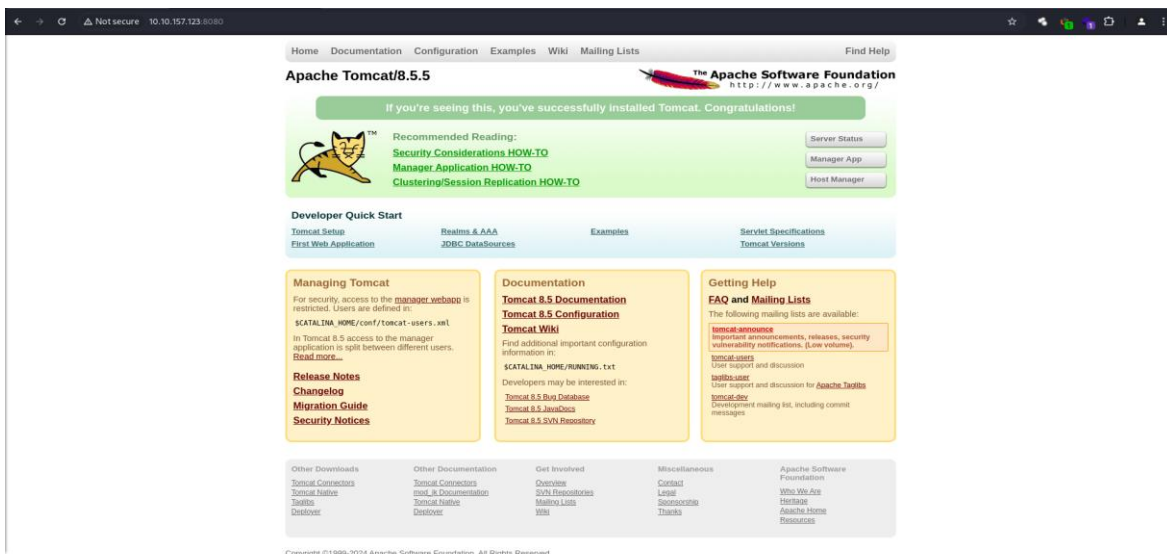 Not secure 10.10.157.123:8080
Home Documentation Configuration Examples Wiki Mailing Lists Find Help
Apache Tomcat/8.5.5
The Apache Software Foundation
http://www.apache.org/
If you're seeing this, you've successfully installed Tomcat. Congratulations!
TM
Recommended Reading:
Security Considerations HOW-TO
Manager Application HOW-TO
Clustering/Session Replication HOW-TO
Server Status
Manager App
Host Manager
Developer Quick Start
Tomcat Setup
First Web Application
Realms & AAA
JDBC DataSources
Examples
Servlet Specifications
Tomcat Versions
Managing Tomcat
For security, access to the manager webapp is
restricted. Users are defined in:
$CATALINA_HOME/conf/tomcat-users.xml
In Tomcat 8.5 access to the manager
application is split between different users.
Read more...
Release Notes
Changelog
Migration Guide
Security Notices
Documentation
Tomcat 8.5 Documentation
Tomcat 8.5 Configuration
Tomcat Wiki
Find additional important configuration
information in:
$CATALINA_HOME/RUNNING.txt
Developers may be interested in:
Tomcat 8.5 Bug Database
Tomcat 8.5 JavaDocs
Tomcat 8.5 SVN Repository
Getting Help
FAQ and Mailing Lists
The following mailing lists are available:
tomcat-announce
Important announcements, releases, security
vulnerability notifications. (Low volume).
tomcat-users
User support and discussion
taglibs-user
User support and discussion for Apache Taglibs
tomcat-dev
Development mailing list, including commit
messages
Other Downloads
Tomcat Connectors
Tomcat Native
Taglibs
Deployer
Other Documentation
Tomcat Connectors
mod_jk Documentation
Tomcat Native
Deployer
Get Involved
Overview
SVN Repositories
Mailing Lists
Wiki
Miscellaneous
Contact
Legal
Sponsorship
Thanks
Apache Software
Foundation
Who We Are
Heritage
Apache Home
Resources
Copyright ©1999-2024 Apache Software Foundation. All Rights Reserved